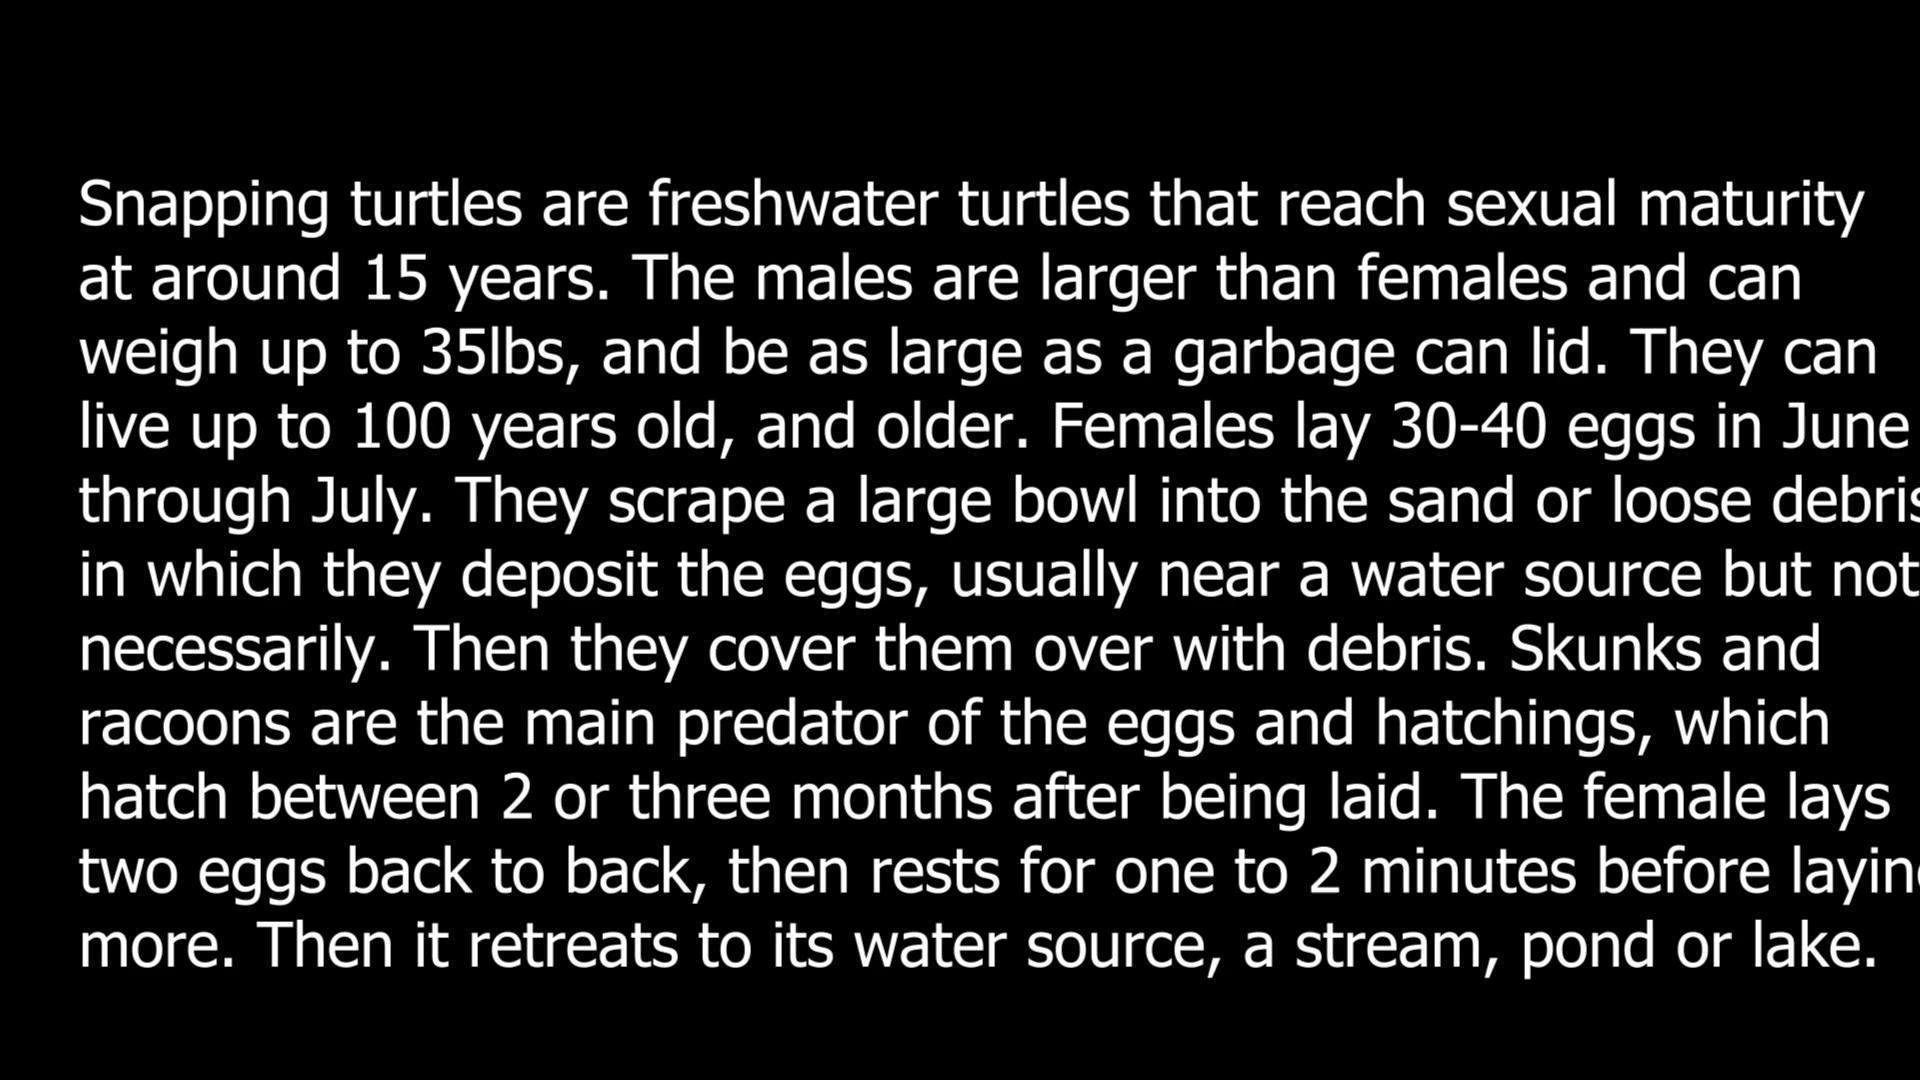 Snapping turtles are freshwater turtles that reach sexual maturity
at around 15 years. The males are larger than females and can
weigh up to 35lbs, and be as large as a garbage can lid. They can
live up to 100 years old, and older. Females lay 30-40 eggs in June
through July. They scrape a large bowl into the sand or loose debris
in which they deposit the eggs, usually near a water source but not
necessarily. Then they cover them over with debris. Skunks and
racoons are the main predator of the eggs and hatchings, which
hatch between 2 or three months after being laid. The female lays
two eggs back to back, then rests for one to 2 minutes before laying
more. Then it retreats to its water source, a stream, pond or lake.